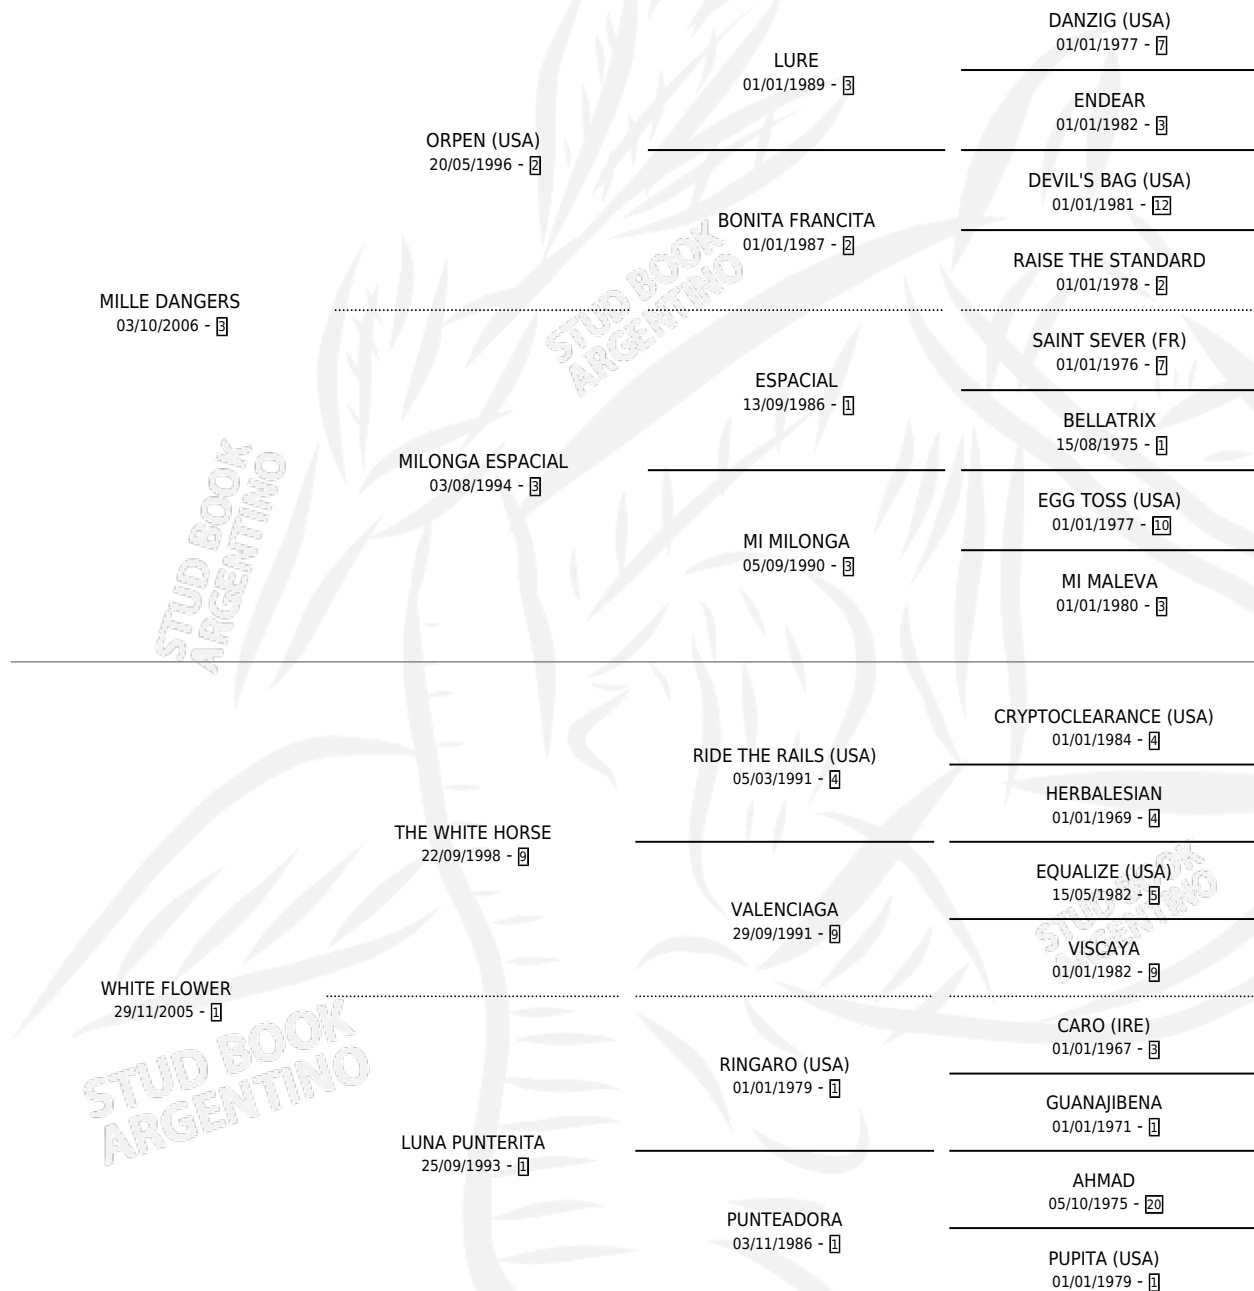 DANZIG (USA)
01/01/1977 - 7
LURE
01/01/1989 - 3
ENDEAR
01/01/1982 - 3
ORPEN (USA)
20/05/1996 - 2
DEVIL'S BAG (USA)
01/01/1981 - 12
BONITA FRANCITA
01/01/1987 - 2
RAISE THE STANDARD
01/01/1978 - 2
MILLE DANGERS
03/10/2006 - 3
SAINT SEVER (FR)
01/01/1976 - 7
ESPACIAL
13/09/1986 - 1
BELLATRIX
15/08/1975 - 1
MILONGA ESPACIAL
03/08/1994 - 3
EGG TOSS (USA)
01/01/1977 - 10
MI MILONGA
05/09/1990 - 3
MI MALEVA
01/01/1980 - 3
CRYPTOCLEARANCE (USA)
01/01/1984 - 4
RIDE THE RAILS (USA)
05/03/1991 - 4
HERBALESIAN
01/01/1969 - 4
THE WHITE HORSE
22/09/1998 - 9
EQUALIZE (USA)
15/05/1982 - 5
VALENCIAGA
29/09/1991 - 9
VISCAYA
01/01/1982 - 9
WHITE FLOWER
29/11/2005 - 1
CARO (IRE)
01/01/1967 - 3
RINGARO (USA)
01/01/1979 - 1
GUANAJIBENA
01/01/1971 - 1
LUNA PUNTERITA
25/09/1993 - 1
AHMAD
05/10/1975 - 20
PUNTEADORA
03/11/1986 - 1
PUPITA (USA)
01/01/1979 - 1
STUD BOOK
ARGENTINO
STUD BOOK
ARGENTINO
STUD BOOK
ARGENTINO
STUD BOOK
ARGENTINO